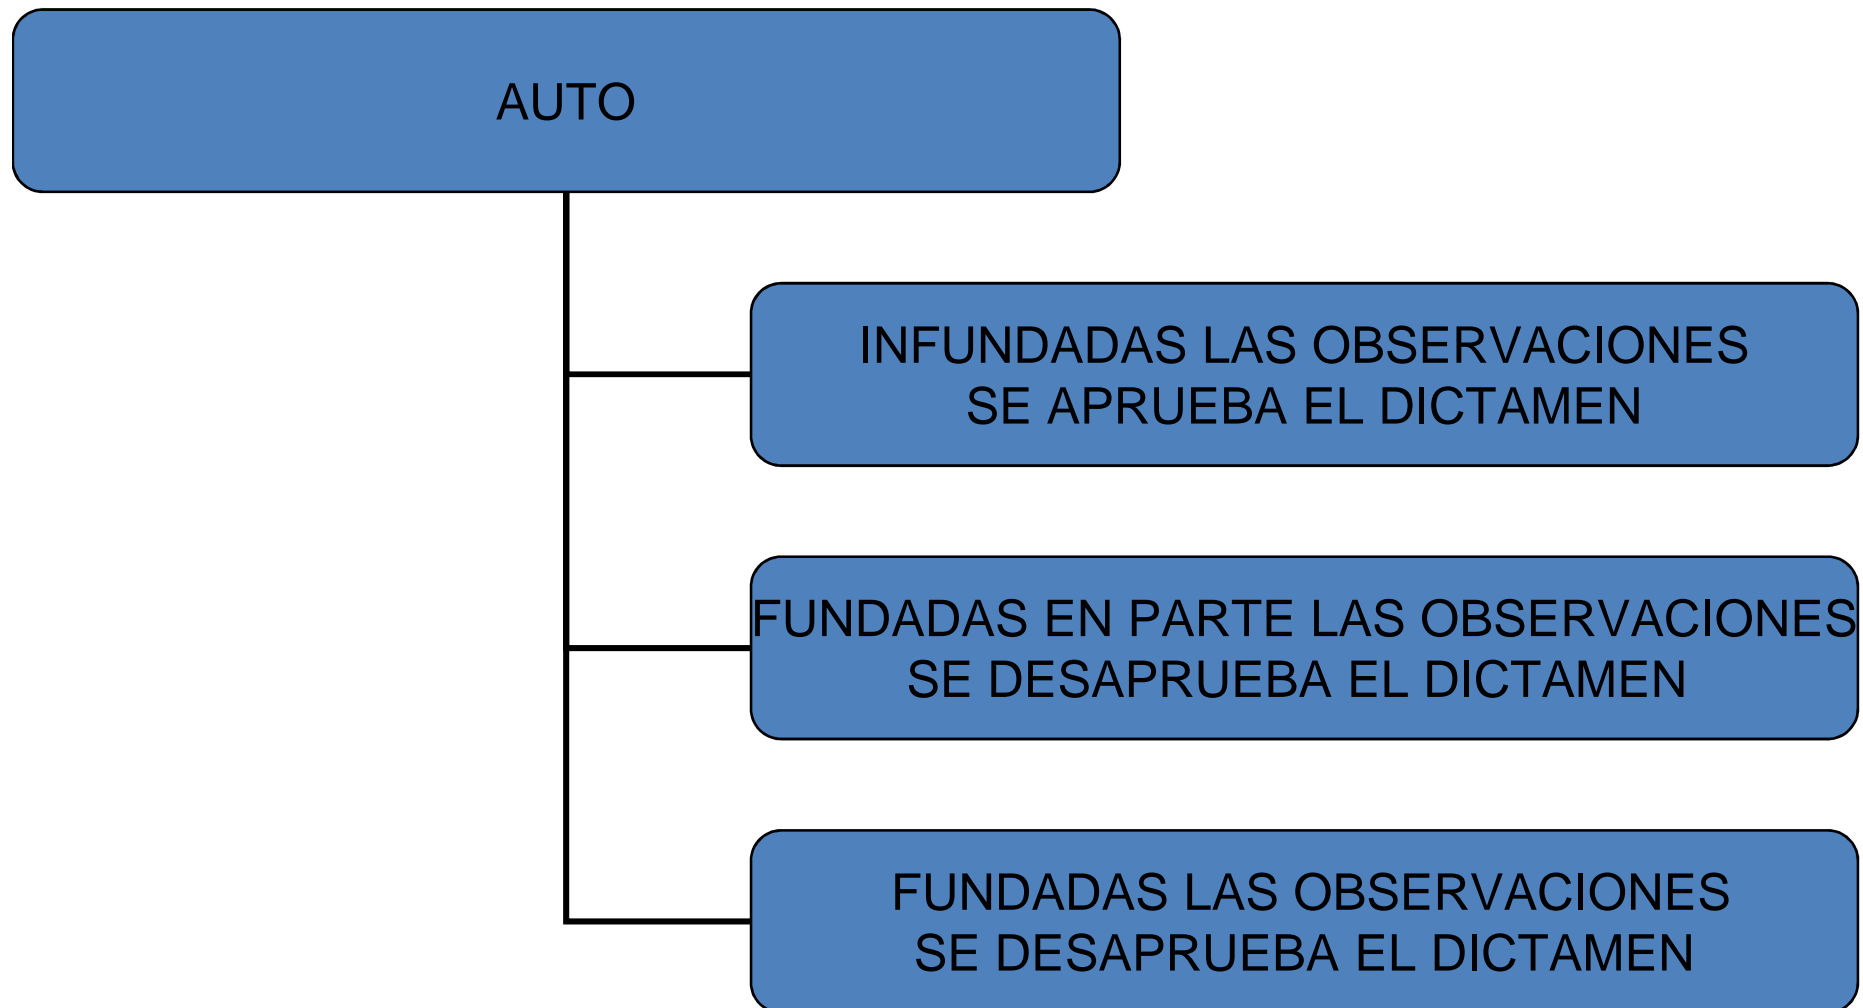 AUTO
INFUNDADAS LAS OBSERVACIONES
SE APRUEBA EL DICTAMEN
FUNDADAS EN PARTE LAS OBSERVACIONES
SE DESAPRUEBA EL DICTAMEN
FUNDADAS LAS OBSERVACIONES
SE DESAPRUEBA EL DICTAMEN